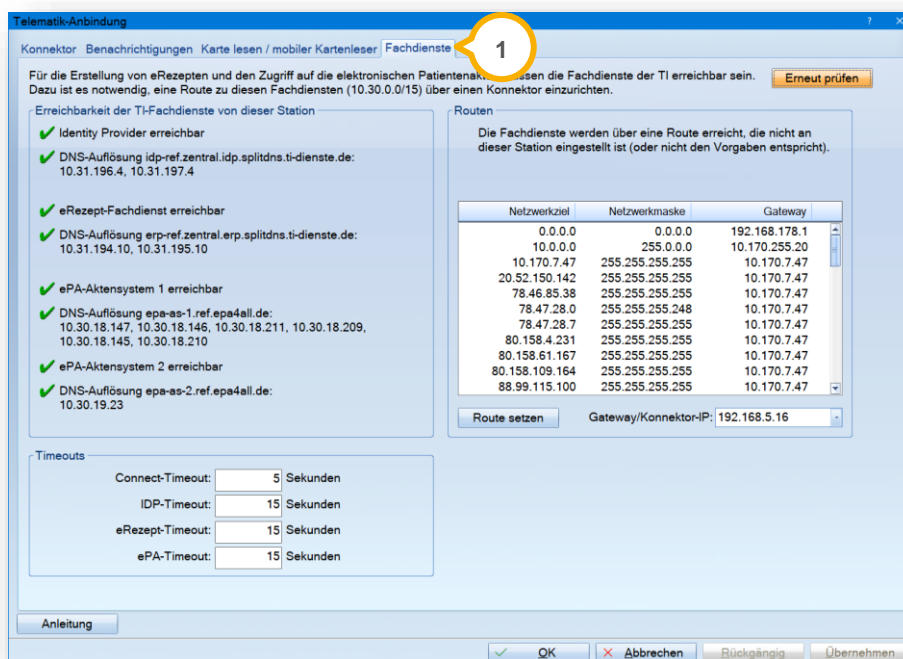 Telematik-Anbindung
Konnektor Benachrichtigungen Karte lesen / mobiler Kartenleser Fachdienste
1
Für die Erstellung von eRezepten und den Zugriff auf die elektronischen
Dazu ist es notwendig, eine Route zu diesen Fachdiensten (10.30.0.0/15) über einen Konnektor einzurichten.
die Fachdienste der TI erreichbar sein.
Erneut prüfen
Erreichbarkeit der TI-Fachdienste von dieser Station
Identity Provider erreichbar
DNS-Auflösung idp-ref.zentral.idp.splitdns.ti-dienste.de:
10.31.196.4, 10.31.197.4
eRezept-Fachdienst erreichbar
DNS-Auflösung erp-ref.zentral.erp.splitdns.ti-dienste.de:
10.31.194.10, 10.31.195.10
ePA-Aktensystem 1 erreichbar
DNS-Auflösung epa-as-1.ref.epa4all.de:
10.30.18.147, 10.30.18.146, 10.30.18.211, 10.30.18.209,
10.30.18.145, 10.30.18.210
ePA-Aktensystem 2 erreichbar
DNS-Auflösung epa-as-2.ref.epa4all.de:
10.30.19.23
Routen
Die Fachdienste werden über eine Route erreicht, die nicht an
dieser Station eingestellt ist (oder nicht den Vorgaben entspricht).
Netzwerkziel Netzwerkmaske Gateway
0.0.0.0 0.0.0.0 192.168.178.1
10.0.0.0 255.0.0.0 10.170.255.20
10.170.7.47 255.255.255.255 10.170.7.47
20.52.150.142 255.255.255.255 10.170.7.47
78.46.85.38 255.255.255.255 10.170.7.47
78.47.28.0 255.255.255.248 10.170.7.47
78.47.28.7 255.255.255.255 10.170.7.47
80.158.4.231 255.255.255.255 10.170.7.47
80.158.61.167 255.255.255.255 10.170.7.47
80.158.109.164 255.255.255.255 10.170.7.47
88.99.115.100 255.255.255.255 10.170.7.47
Route setzen Gateway/Konnektor-IP: 192.168.5.16
Timeouts
Connect-Timeout: 5 Sekunden
IDP-Timeout: 15 Sekunden
eRezept-Timeout: 15 Sekunden
ePA-Timeout: 15 Sekunden
Anleitung
OK Abbrechen Rückgängig Übernehmen